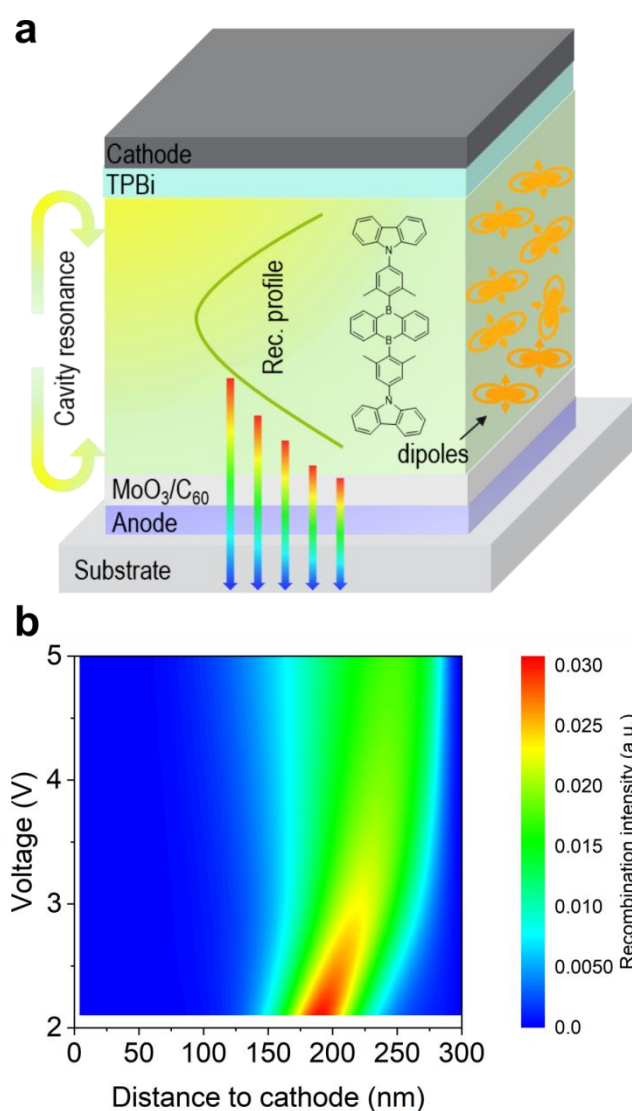 a
Cathode
TPBi
Cavity resonance
Rec. profile
N
B
B
N
dipoles
MoO₃/C₆₀
Anode
Substrate
b
Voltage (V)
5
4
3
2
0
50
100
150
200
250
300
Distance to cathode (nm)
0.030
0.025
0.020
0.015
0.010
0.0050
0.0
Recombination intensity (a.u.)